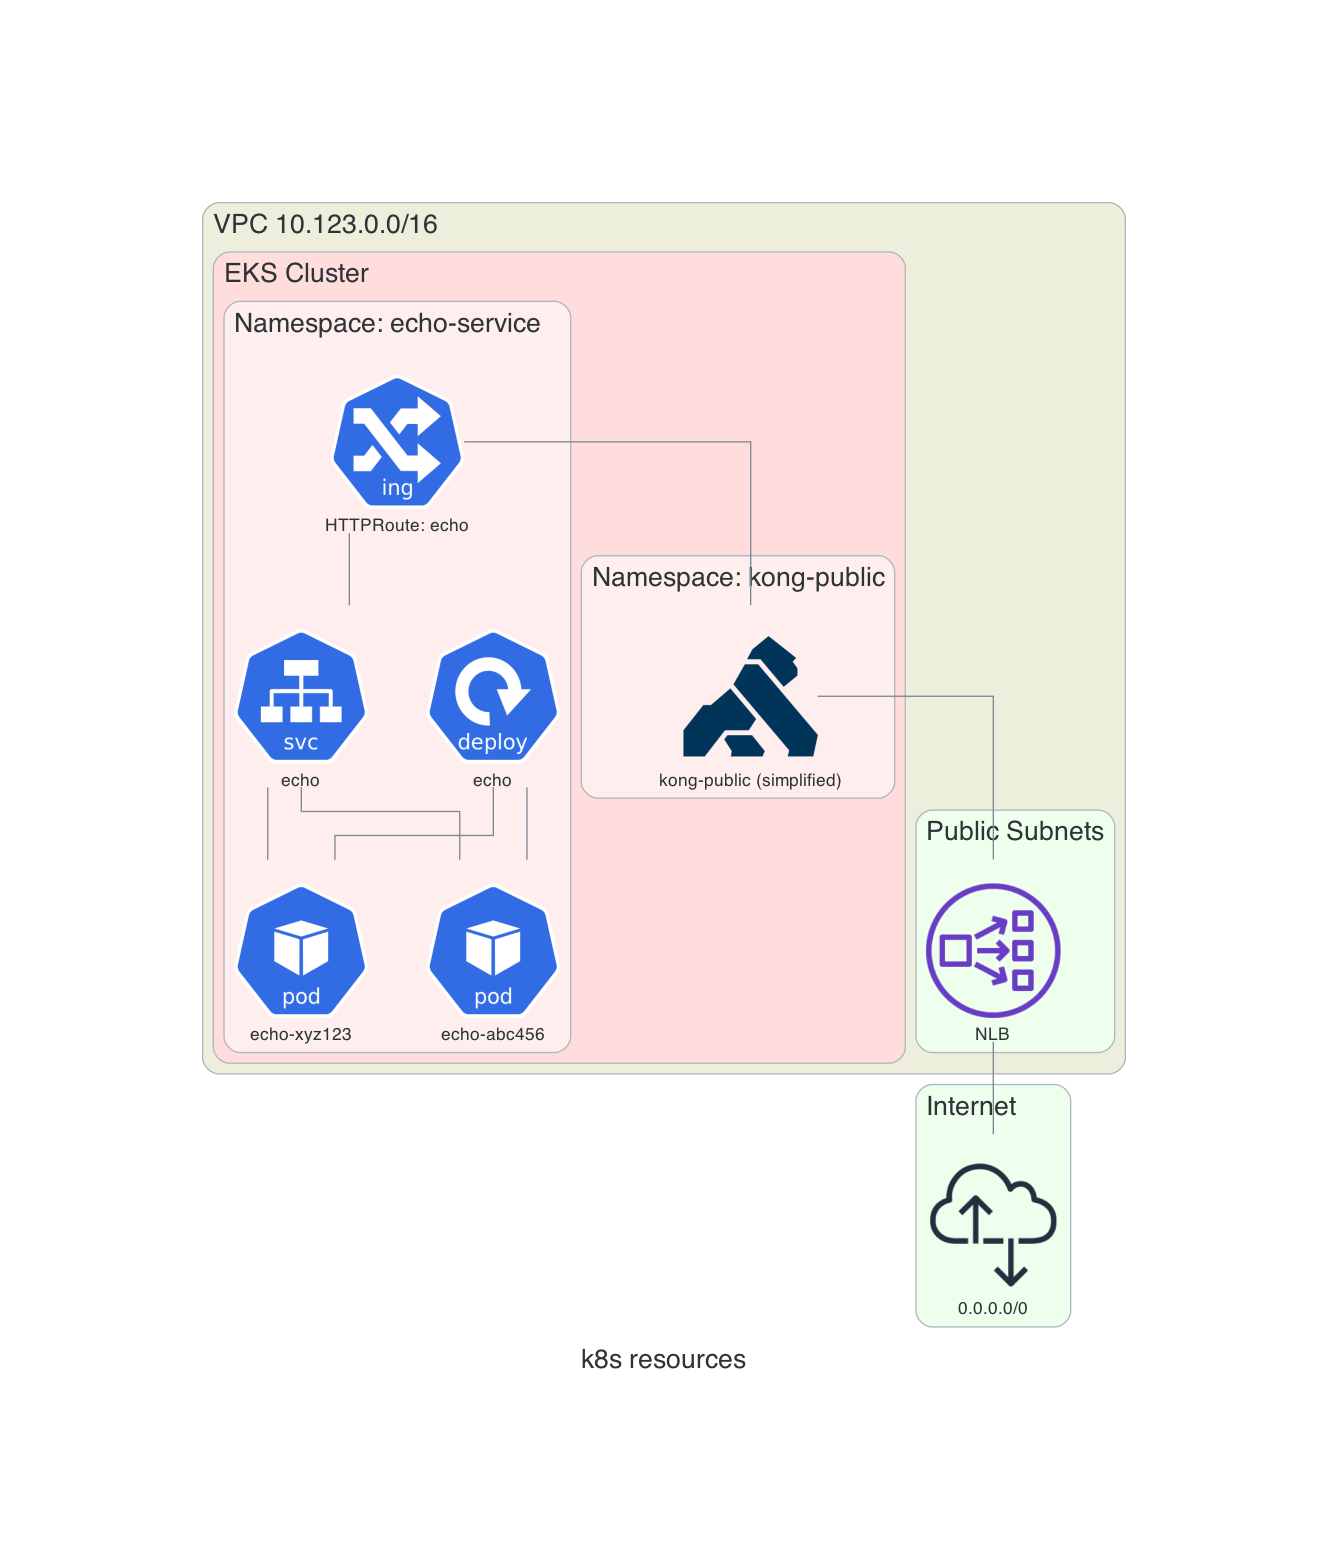 VPC 10.123.0.0/16
EKS Cluster
Namespace: echo-service
ing
HTTPRoute: echo
Namespace: kong-public
svc
deploy
echo
echo
kong-public (simplified)
Public Subnets
pod
pod
echo-xyz123
echo-abc456
NLB
Internet
0.0.0.0/0
k8s resources